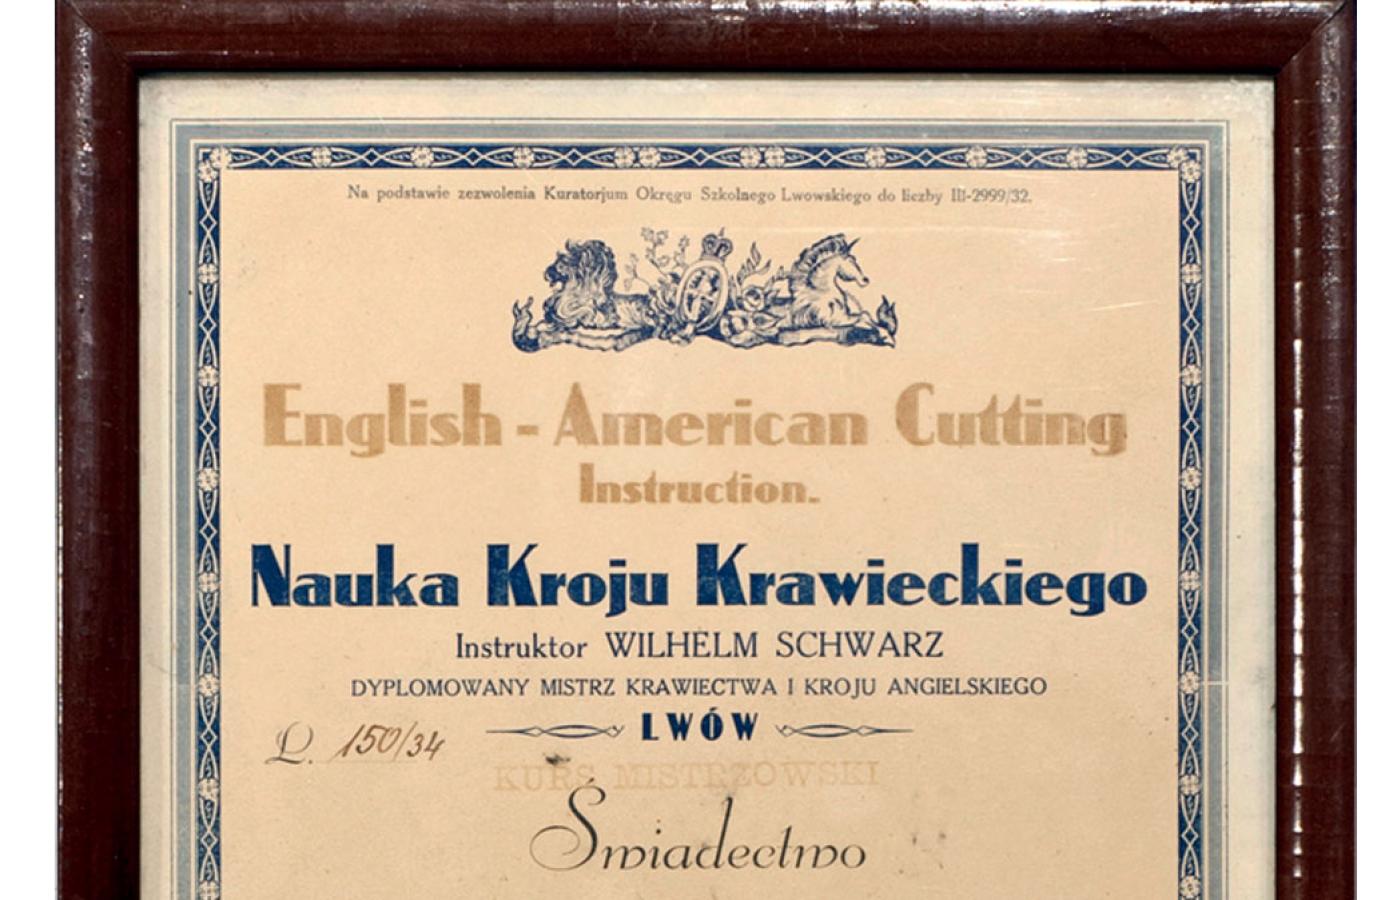 Na podstawie zezwolenia Kuratorjum Okręgu Szkolnego Lwowskiego do liczby III-2999/32.
English - American Cutting
Instruction.
Nauka Kroju Krawieckiego
Instruktor WILHELM SCHWARZ
DYPLOMOWANY MISTRZ KRAWIECTWA I KROJU ANGIELSKIEGO
LWÓW
L. 150/34
KURS MISTRZOWSKI
Świadectwo